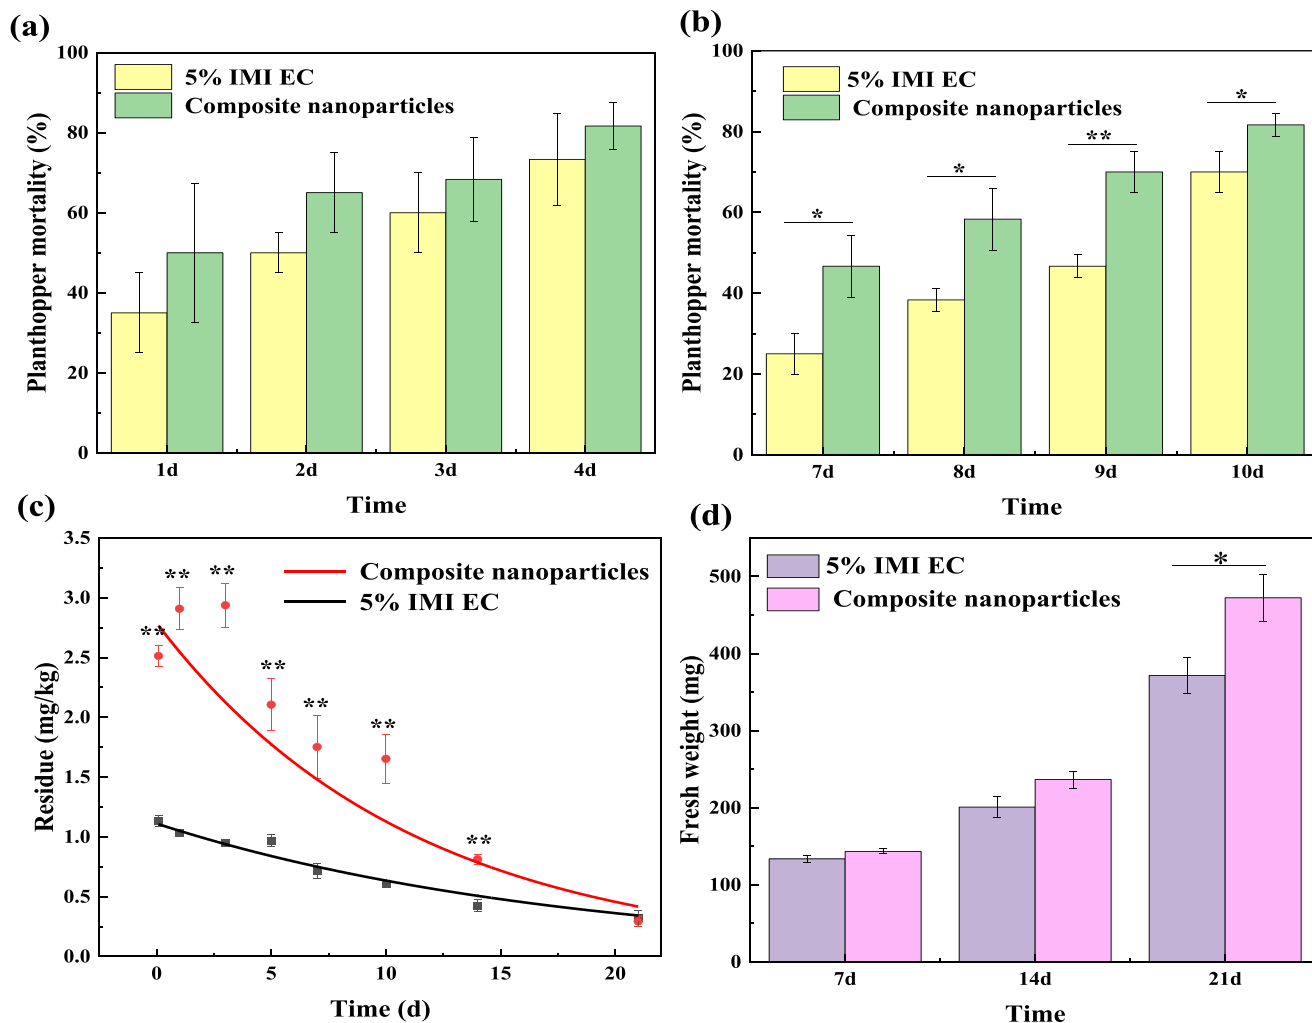 (a)
100
80
60
40
20
0
Planthopper mortality (%)
5% IMI EC
Composite nanoparticles
1d 2d 3d 4d
Time
(b)
100
80
60
40
20
0
Planthopper mortality (%)
5% IMI EC
Composite nanoparticles
* * ** *
7d 8d 9d 10d
Time
(c)
3.5
3.0
2.5
2.0
1.5
1.0
0.5
0.0
Residue (mg/kg)
Composite nanoparticles
5% IMI EC
** ** ** ** ** ** **
0 5 10 15 20
Time (d)
(d)
500
400
300
200
100
0
Fresh weight (mg)
5% IMI EC
Composite nanoparticles
*
7d 14d 21d
Time